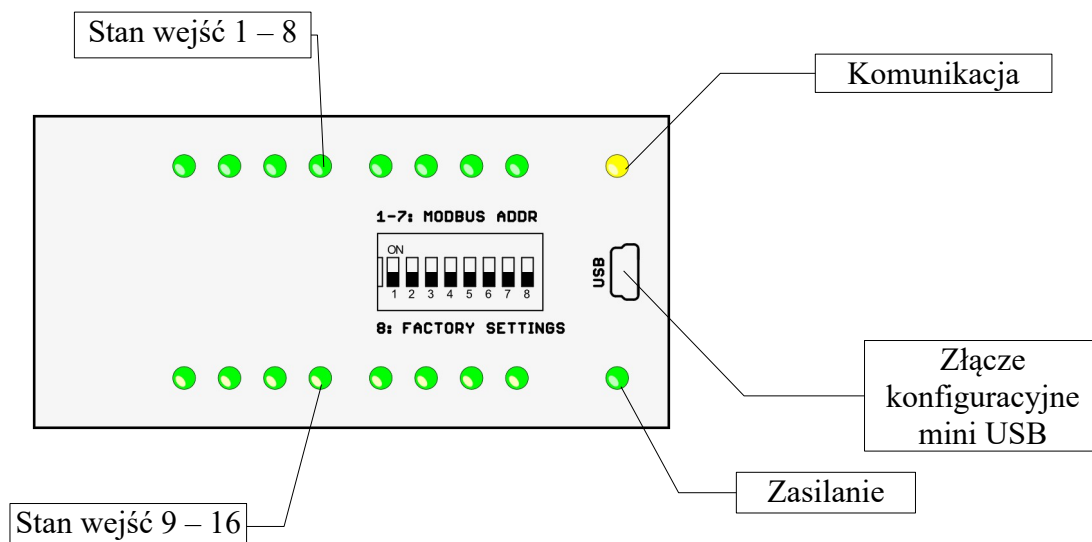 Stan wejść 1 – 8
Komunikacja
1-7: MODBUS ADDR
ON
1 2 3 4 5 6 7 8
USB
8: FACTORY SETTINGS
Złącze
konfiguracyjne
mini USB
Zasilanie
Stan wejść 9 – 16